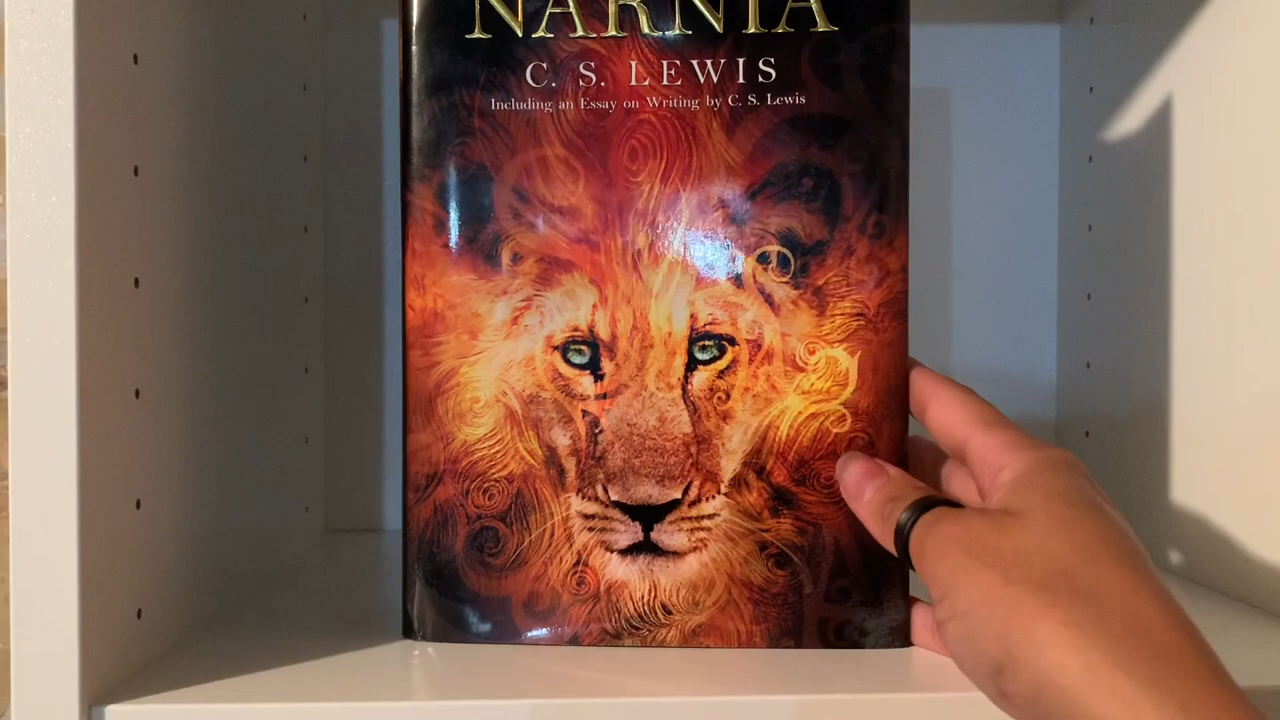 NARNIA
C. S. LEWIS
Including an Essay on Writing by C. S. Lewis